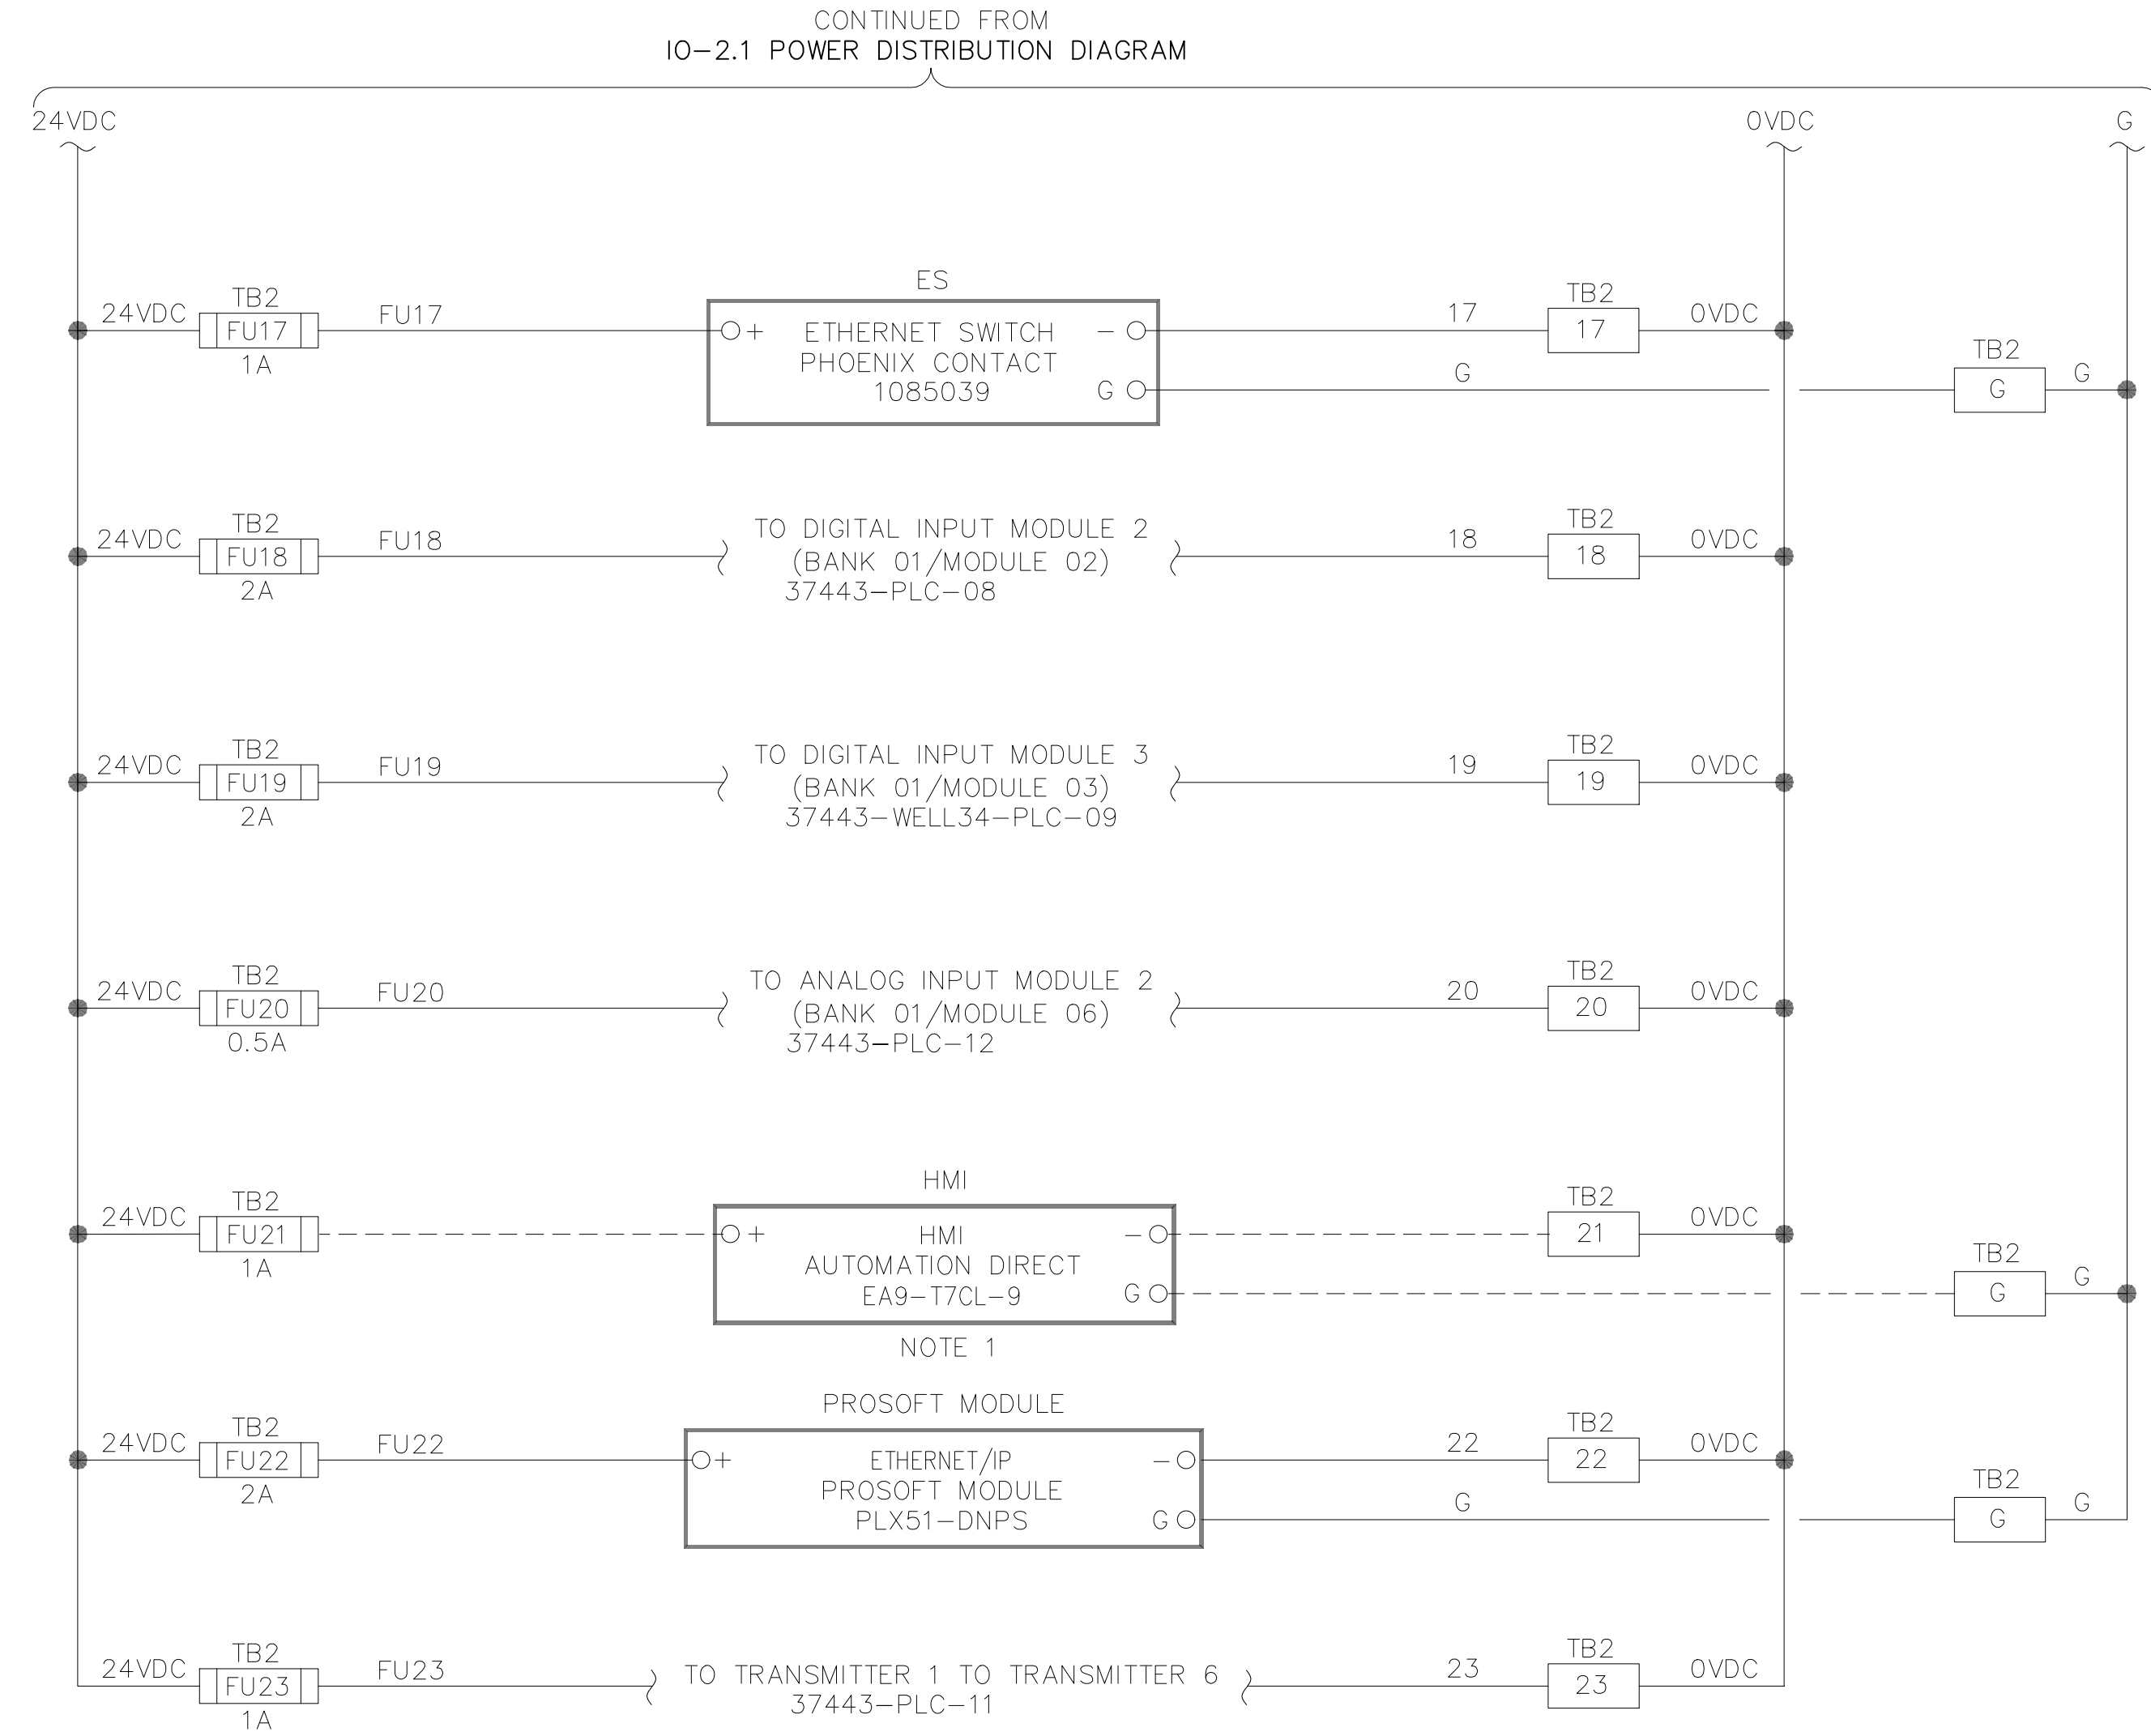 CONTINUED FROM
IO-2.1 POWER DISTRIBUTION DIAGRAM
24VDC
0VDC
G
ES
24VDC
TB2
FU17
1A
FU17
+
ETHERNET SWITCH
PHOENIX CONTACT
1085039
-
G
17
TB2
17
0VDC
G
TB2
G
G
24VDC
TB2
FU18
2A
FU18
TO DIGITAL INPUT MODULE 2
(BANK 01/MODULE 02)
37443-PLC-08
18
TB2
18
0VDC
24VDC
TB2
FU19
2A
FU19
TO DIGITAL INPUT MODULE 3
(BANK 01/MODULE 03)
37443-WELL34-PLC-09
19
TB2
19
0VDC
24VDC
TB2
FU20
0.5A
FU20
TO ANALOG INPUT MODULE 2
(BANK 01/MODULE 06)
37443-PLC-12
20
TB2
20
0VDC
HMI
24VDC
TB2
FU21
1A
+
HMI
AUTOMATION DIRECT
EA9-T7CL-9
-
G
NOTE 1
TB2
21
0VDC
TB2
G
G
PROSOFT MODULE
24VDC
TB2
FU22
2A
FU22
+
ETHERNET/IP
PROSOFT MODULE
PLX51-DNPS
-
G
22
TB2
22
0VDC
G
TB2
G
G
24VDC
TB2
FU23
1A
FU23
TO TRANSMITTER 1 TO TRANSMITTER 6
37443-PLC-11
23
TB2
23
0VDC